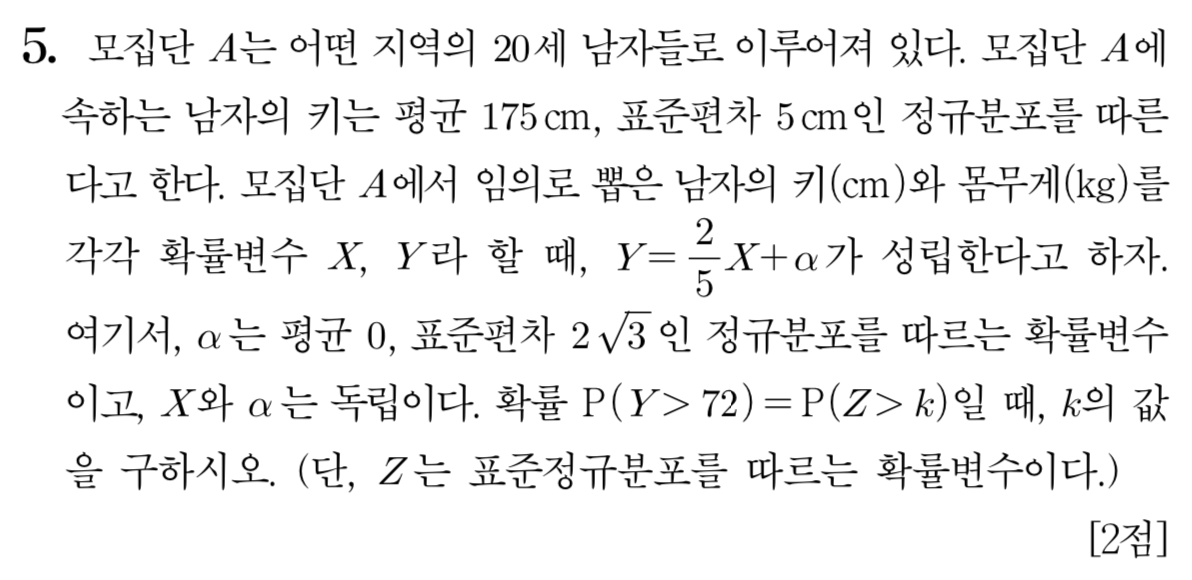 5. 모집단 A는 어떤 지역의 20세 남자들로 이루어져 있다. 모집단 A에
속하는 남자의 키는 평균 175cm, 표준편차 5cm인 정규분포를 따른
다고 한다. 모집단 A에서 임의로 뽑은 남자의 키(cm)와 몸무게(kg)를
각각 확률변수 X, Y라 할 때, Y=2/5X+α가 성립한다고 하자.
여기서, α는 평균 0, 표준편차 2√3인 정규분포를 따르는 확률변수
이고, X와 α는 독립이다. 확률 P(Y>72)=P(Z>k)일 때, k의 값
을 구하시오. (단, Z는 표준정규분포를 따르는 확률변수이다.)
[2점]